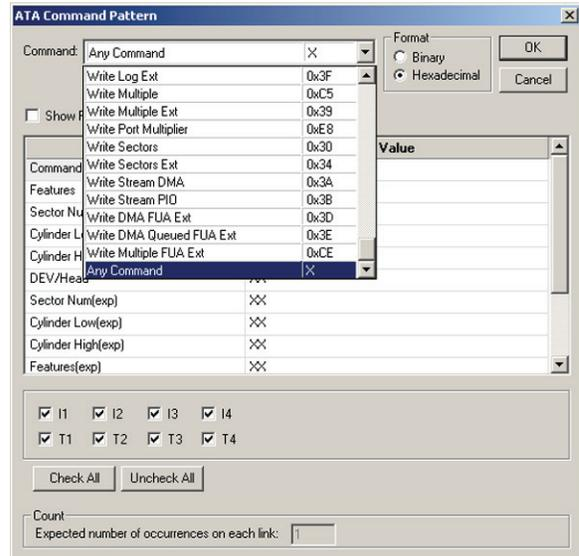 ATA Command Pattern
Command: Any Command X
Format
Binary
Hexadecimal
OK
Cancel
Write Log Ext 0x3F
Write Multiple 0xC5
Write Multiple Ext 0x39
Write Port Multiplier 0xE8
Write Sectors 0x30
Write Sectors Ext 0x34
Write Stream DMA 0x3A
Write Stream PIO 0x3B
Write DMA FUA Ext 0x3D
Write DMA Queued FUA Ext 0x3E
Write Multiple FUA Ext 0xCE
Any Command X
Show
Value
Command
Features
Sector Nu
Cylinder L
Cylinder H
DEV/Head XX
Sector Num(exp) XX
Cylinder Low(exp) XX
Cylinder High(exp) XX
Features(exp) XX
I1 I2 I3 I4
T1 T2 T3 T4
Check All Uncheck All
Count
Expected number of occurrences on each link: 1